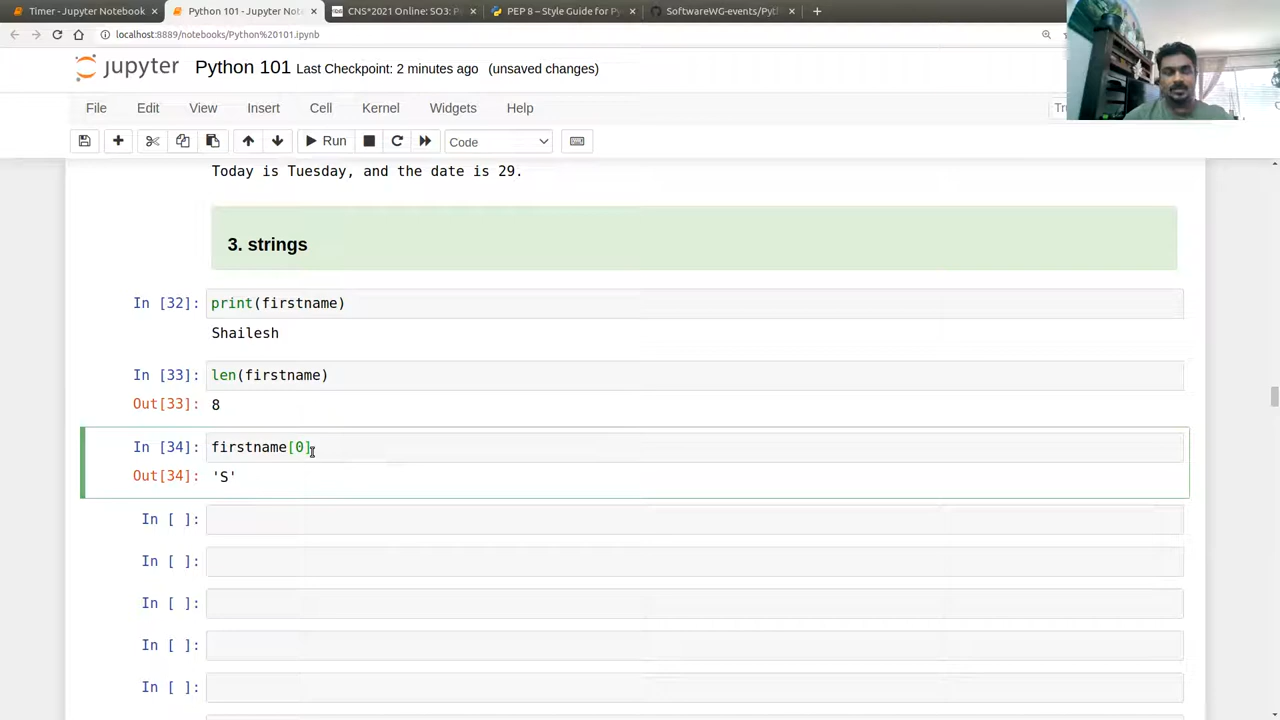 Timer - Jupyter Notebook
Python 101 - Jupyter Note
CNS*2021 Online: SO3: P
PEP 8 – Style Guide for Py
SoftwareWG-events/Pyt
localhost:8889/notebooks/Python%20101.ipynb
jupyter Python 101 Last Checkpoint: 2 minutes ago (unsaved changes)
File Edit View Insert Cell Kernel Widgets Help
Run Code
Today is Tuesday, and the date is 29.
3. strings
In [32]: print(firstname)
Shailesh
In [33]: len(firstname)
Out[33]: 8
In [34]: firstname[0]
Out[34]: 'S'
In [ ]:
In [ ]:
In [ ]:
In [ ]:
In [ ]: